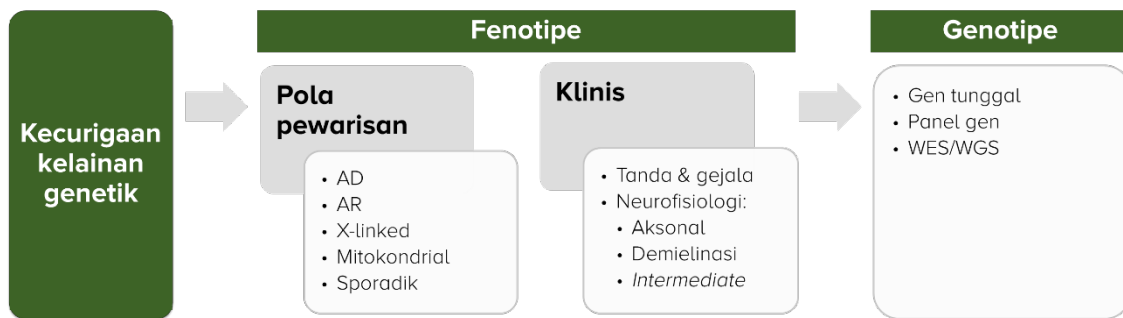 Kecurigaan
kelainan
genetik
Fenotipe
Pola
pewarisan
• AD
• AR
• X-linked
• Mitokondrial
• Sporadik
Klinis
• Tanda & gejala
• Neurofisiologi:
• Aksonal
• Demielinasi
• Intermediate
Genotipe
• Gen tunggal
• Panel gen
• WES/WGS